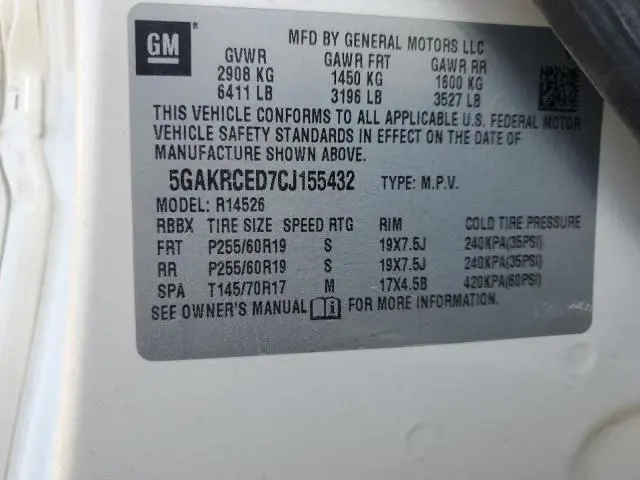 GM
MFD BY GENERAL MOTORS LLC
GVWR GAWR FRT GAWR RR
2908 KG 1450 KG 1600 KG
6411 LB 3196 LB 3527 LB
THIS VEHICLE CONFORMS TO ALL APPLICABLE U.S. FEDERAL MOTOR
VEHICLE SAFETY STANDARDS IN EFFECT ON THE DATE OF
MANUFACTURE SHOWN ABOVE.
5GAKRCED7CJ155432 TYPE: M.P.V.
MODEL: R14526
RBBX TIRE SIZE SPEED RTG RIM COLD TIRE PRESSURE
FRT P255/60R19 S 19X7.5J 240KPA(35PSI)
RR P255/60R19 S 19X7.5J 240KPA(35PSI)
SPA T145/70R17 M 17X4.5B 420KPA(60PSI)
SEE OWNER'S MANUAL FOR MORE INFORMATION.